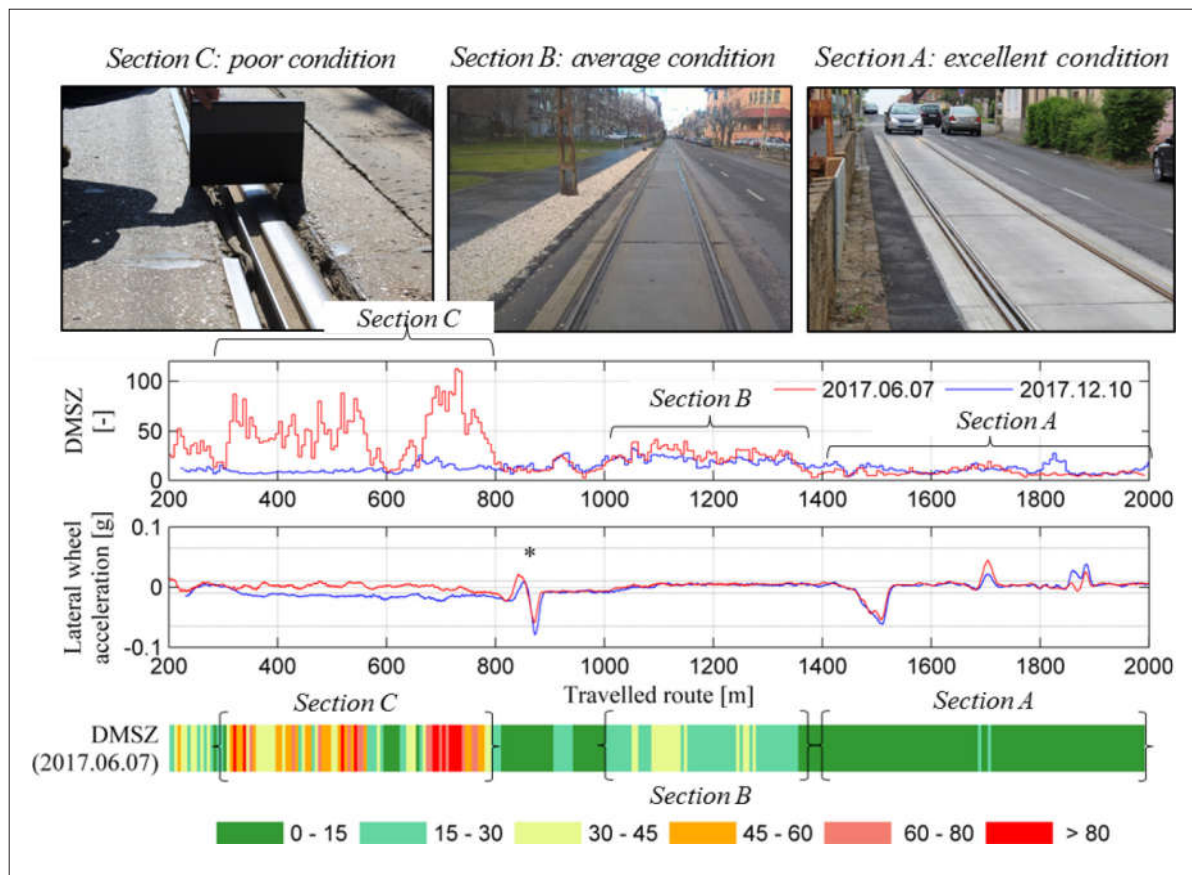 Section C: poor condition
Section B: average condition
Section A: excellent condition
Section C
DMSZ
[-]
100
50
0
Section B
2017.06.07
2017.12.10
Section A
200 400 600 800 1000 1200 1400 1600 1800 2000
Lateral wheel
acceleration [g]
0.1
0
-0.1
*
200 400 600 800 1000 1200 1400 1600 1800 2000
Travelled route [m]
Section C
Section A
DMSZ
(2017.06.07)
Section B
0 - 15 15 - 30 30 - 45 45 - 60 60 - 80 > 80